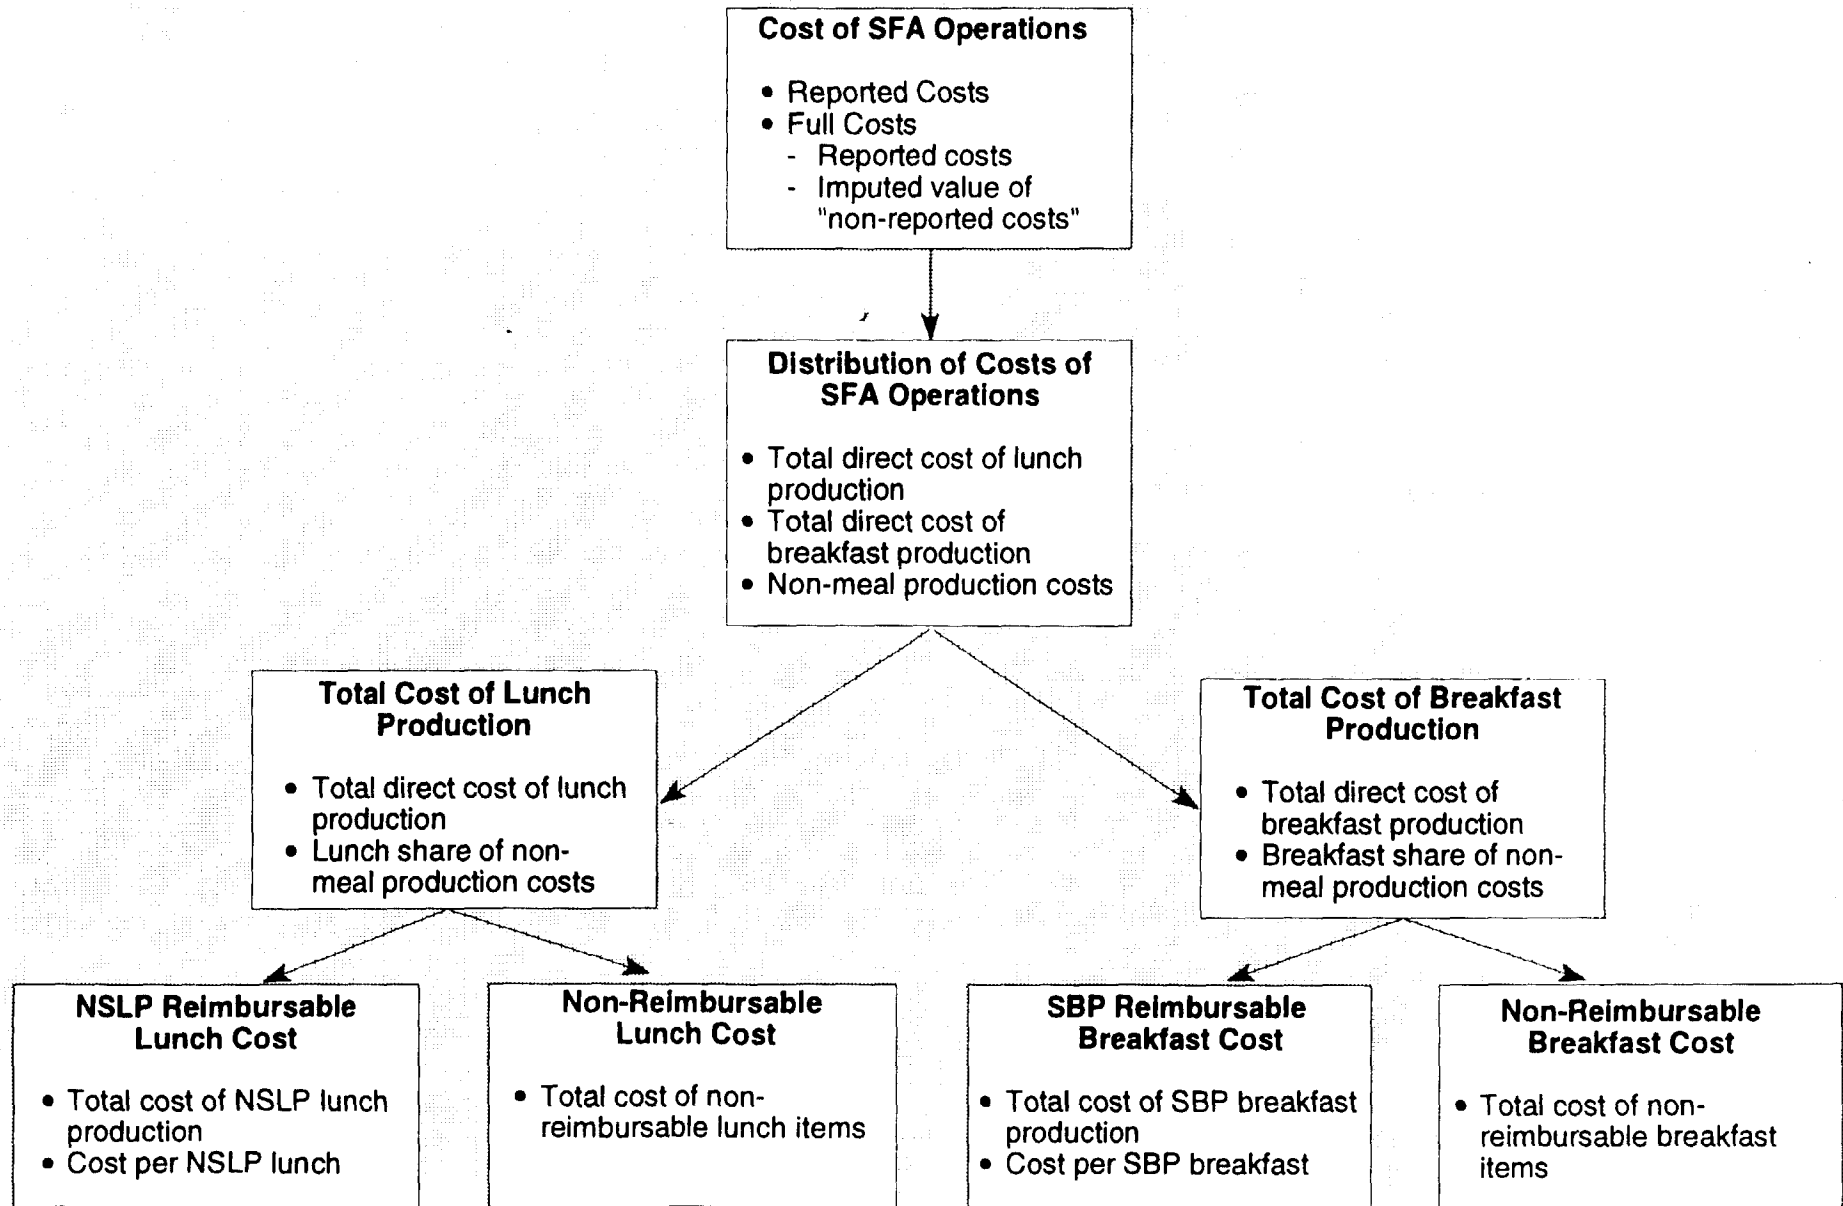 Cost of SFA Operations
• Reported Costs
• Full Costs
- Reported costs
- Imputed value of
"non-reported costs"
Distribution of Costs of
SFA Operations
• Total direct cost of lunch
production
• Total direct cost of
breakfast production
• Non-meal production costs
Total Cost of Lunch
Production
• Total direct cost of lunch
production
• Lunch share of non-
meal production costs
Total Cost of Breakfast
Production
• Total direct cost of
breakfast production
• Breakfast share of non-
meal production costs
NSLP Reimbursable
Lunch Cost
• Total cost of NSLP lunch
production
• Cost per NSLP lunch
Non-Reimbursable
Lunch Cost
• Total cost of non-
reimbursable lunch items
SBP Reimbursable
Breakfast Cost
• Total cost of SBP breakfast
production
• Cost per SBP breakfast
Non-Reimbursable
Breakfast Cost
• Total cost of non-
reimbursable breakfast
items